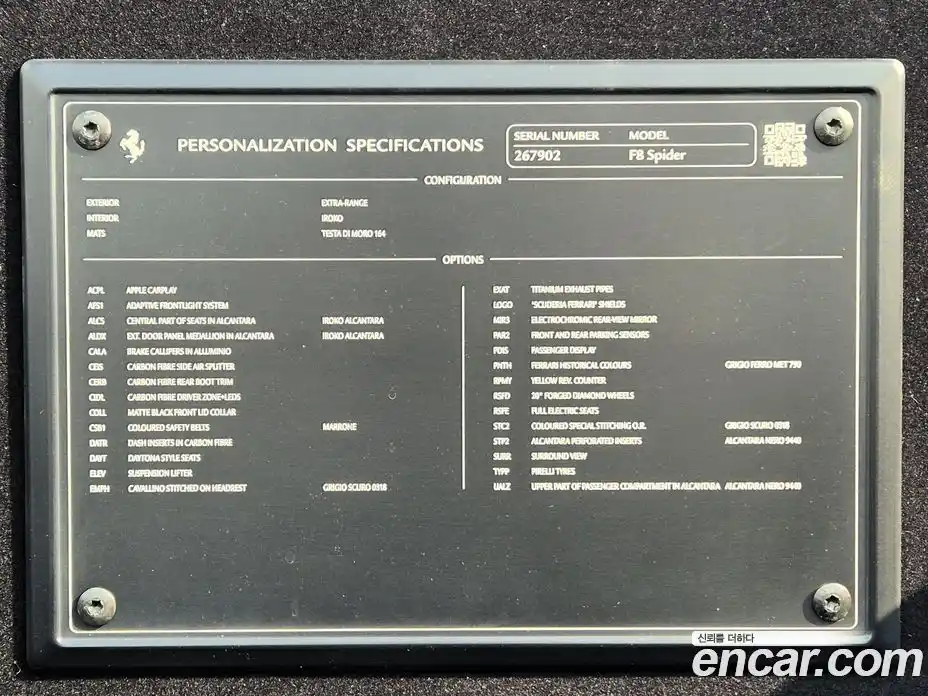 PERSONALIZATION SPECIFICATIONS
SERIAL NUMBER MODEL
267902 F8 Spider
CONFIGURATION
EXTERIOR EXTRA-RANGE
INTERIOR IROKO
MATS TESTA DI MORO 164
OPTIONS
ACPL APPLE CARPLAY
AFS1 ADAPTIVE FRONTLIGHT SYSTEM
ALC5 CENTRAL PART OF SEATS IN ALCANTARA IROKO ALCANTARA
ALDX EXT. DOOR PANEL MEDALLION IN ALCANTARA IROKO ALCANTARA
CALA BRAKE CALLIPERS IN ALLUMINIO
CEIS CARBON FIBRE SIDE AIR SPLITTER
CERB CARBON FIBRE REAR BOOT TRIM
CIDL CARBON FIBRE DRIVER ZONE+LEDS
COLL MATTE BLACK FRONT LID COLLAR
CSB1 COLOURED SAFETY BELTS MARRONE
DATR DASH INSERTS IN CARBON FIBRE
DAYT DAYTONA STYLE SEATS
ELEV SUSPENSION LIFTER
EMPH CAVALLINO STITCHED ON HEADREST GRIGIO SCURO 0318
EXAT TITANIUM EXHAUST PIPES
LOGO "SCUDERIA FERRARI" SHIELDS
MIR3 ELECTROCHROMIC REAR-VIEW MIRROR
PAR2 FRONT AND REAR PARKING SENSORS
PDIS PASSENGER DISPLAY
PNTH FERRARI HISTORICAL COLOURS GRIGIO FERRO MET 790
RPMY YELLOW REV. COUNTER
RSFD 20" FORGED DIAMOND WHEELS
RSFE FULL ELECTRIC SEATS
STC2 COLOURED SPECIAL STITCHING O.R. GRIGIO SCURO 0318
STP2 ALCANTARA PERFORATED INSERTS ALCANTARA NERO 9440
SURR SURROUND VIEW
TYPP PIRELLI TYRES
UALZ UPPER PART OF PASSENGER COMPARTMENT IN ALCANTARA ALCANTARA NERO 9440
신뢰를 더하다
encar.com